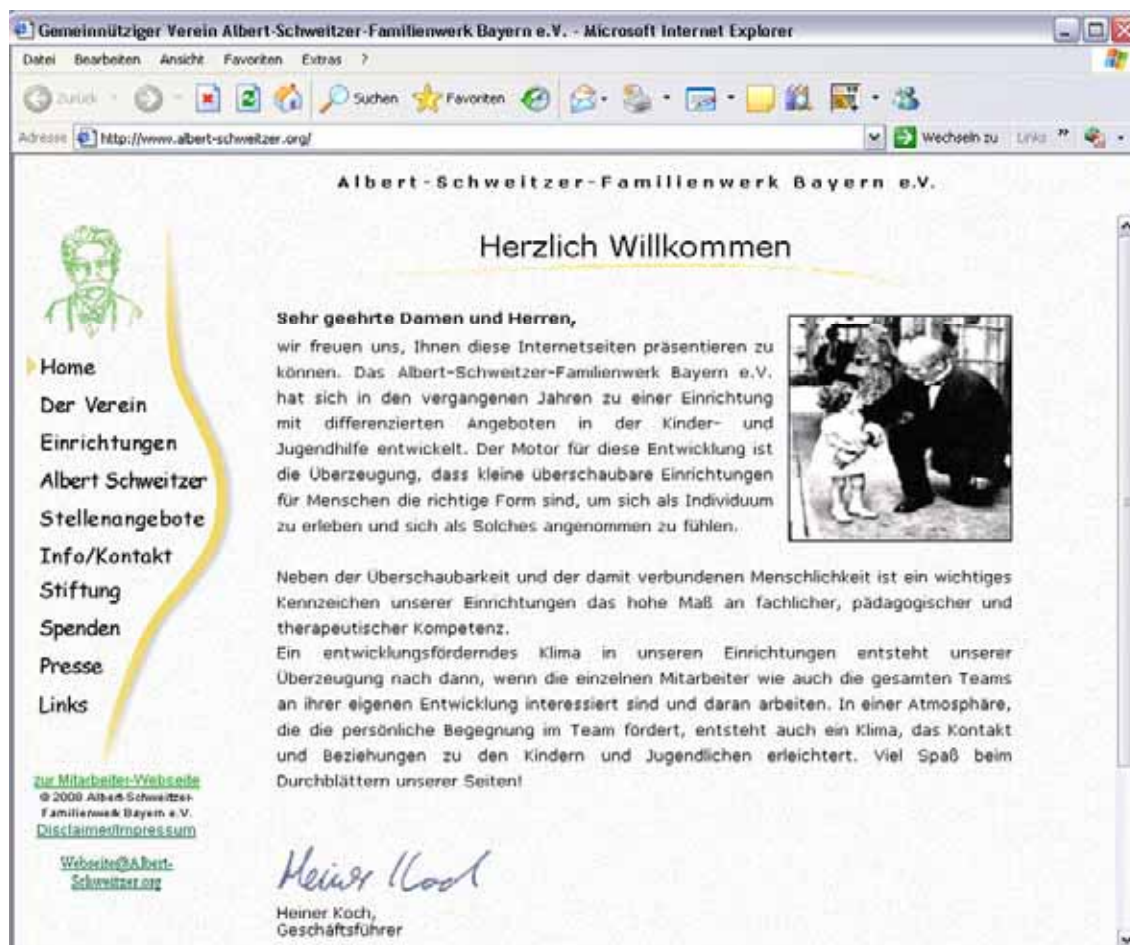 Gemeinnütziger Verein Albert-Schweitzer-Familienwerk Bayern e.V. - Microsoft Internet Explorer
Datei Bearbeiten Ansicht Favoriten Extras ?
Zurück Suchen Favoriten
Adresse http://www.albert-schweitzer.org/ Wechseln zu Links »
Albert-Schweitzer-Familienwerk Bayern e.V.
Home
Der Verein
Einrichtungen
Albert Schweitzer
Stellenangebote
Info/Kontakt
Stiftung
Spenden
Presse
Links
zur Mitarbeiter-Webseite
© 2008 Albert-Schweitzer-
Familienwerk Bayern e.V.
Disclaimer/Impressum
Webseite@Albert-
Schweitzer.org
Herzlich Willkommen
Sehr geehrte Damen und Herren,
wir freuen uns, Ihnen diese Internetseiten präsentieren zu
können. Das Albert-Schweitzer-Familienwerk Bayern e.V.
hat sich in den vergangenen Jahren zu einer Einrichtung
mit differenzierten Angeboten in der Kinder- und
Jugendhilfe entwickelt. Der Motor für diese Entwicklung ist
die Überzeugung, dass kleine überschaubare Einrichtungen
für Menschen die richtige Form sind, um sich als Individuum
zu erleben und sich als Solches angenommen zu fühlen.
Neben der Überschaubarkeit und der damit verbundenen Menschlichkeit ist ein wichtiges
Kennzeichen unserer Einrichtungen das hohe Maß an fachlicher, pädagogischer und
therapeutischer Kompetenz.
Ein entwicklungsförderndes Klima in unseren Einrichtungen entsteht unserer
Überzeugung nach dann, wenn die einzelnen Mitarbeiter wie auch die gesamten Teams
an ihrer eigenen Entwicklung interessiert sind und daran arbeiten. In einer Atmosphäre,
die die persönliche Begegnung im Team fördert, entsteht auch ein Klima, das Kontakt
und Beziehungen zu den Kindern und Jugendlichen erleichtert. Viel Spaß beim
Durchblättern unserer Seiten!
Heiner Koch
Heiner Koch,
Geschäftsführer